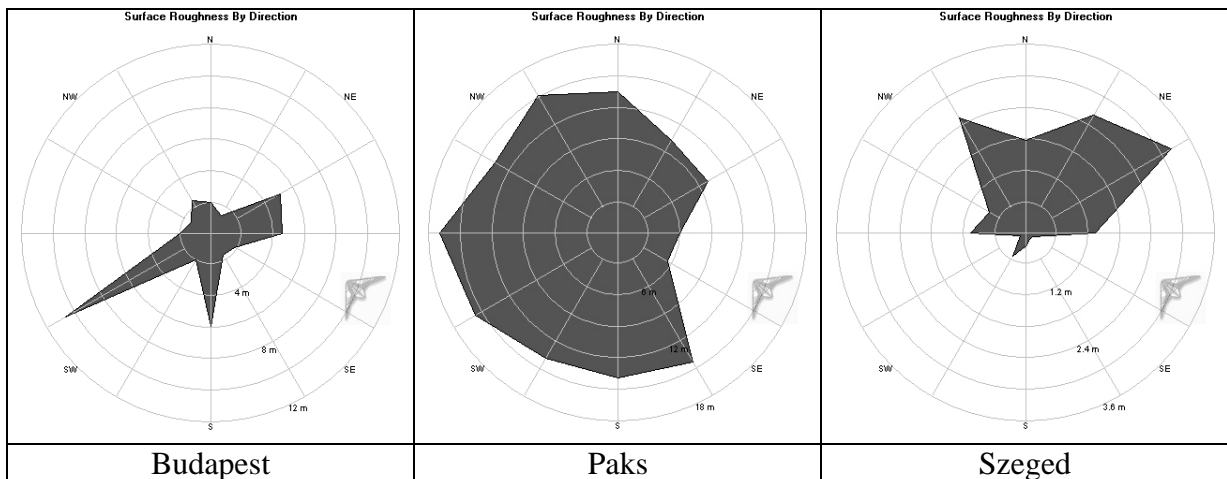 Surface Roughness By Direction
N
NW
NE
4 m
8 m
12 m
SW
SE
S
Budapest
Surface Roughness By Direction
N
NW
NE
6 m
12 m
18 m
SW
SE
S
Paks
Surface Roughness By Direction
N
NW
NE
1.2 m
2.4 m
3.6 m
SW
SE
S
Szeged